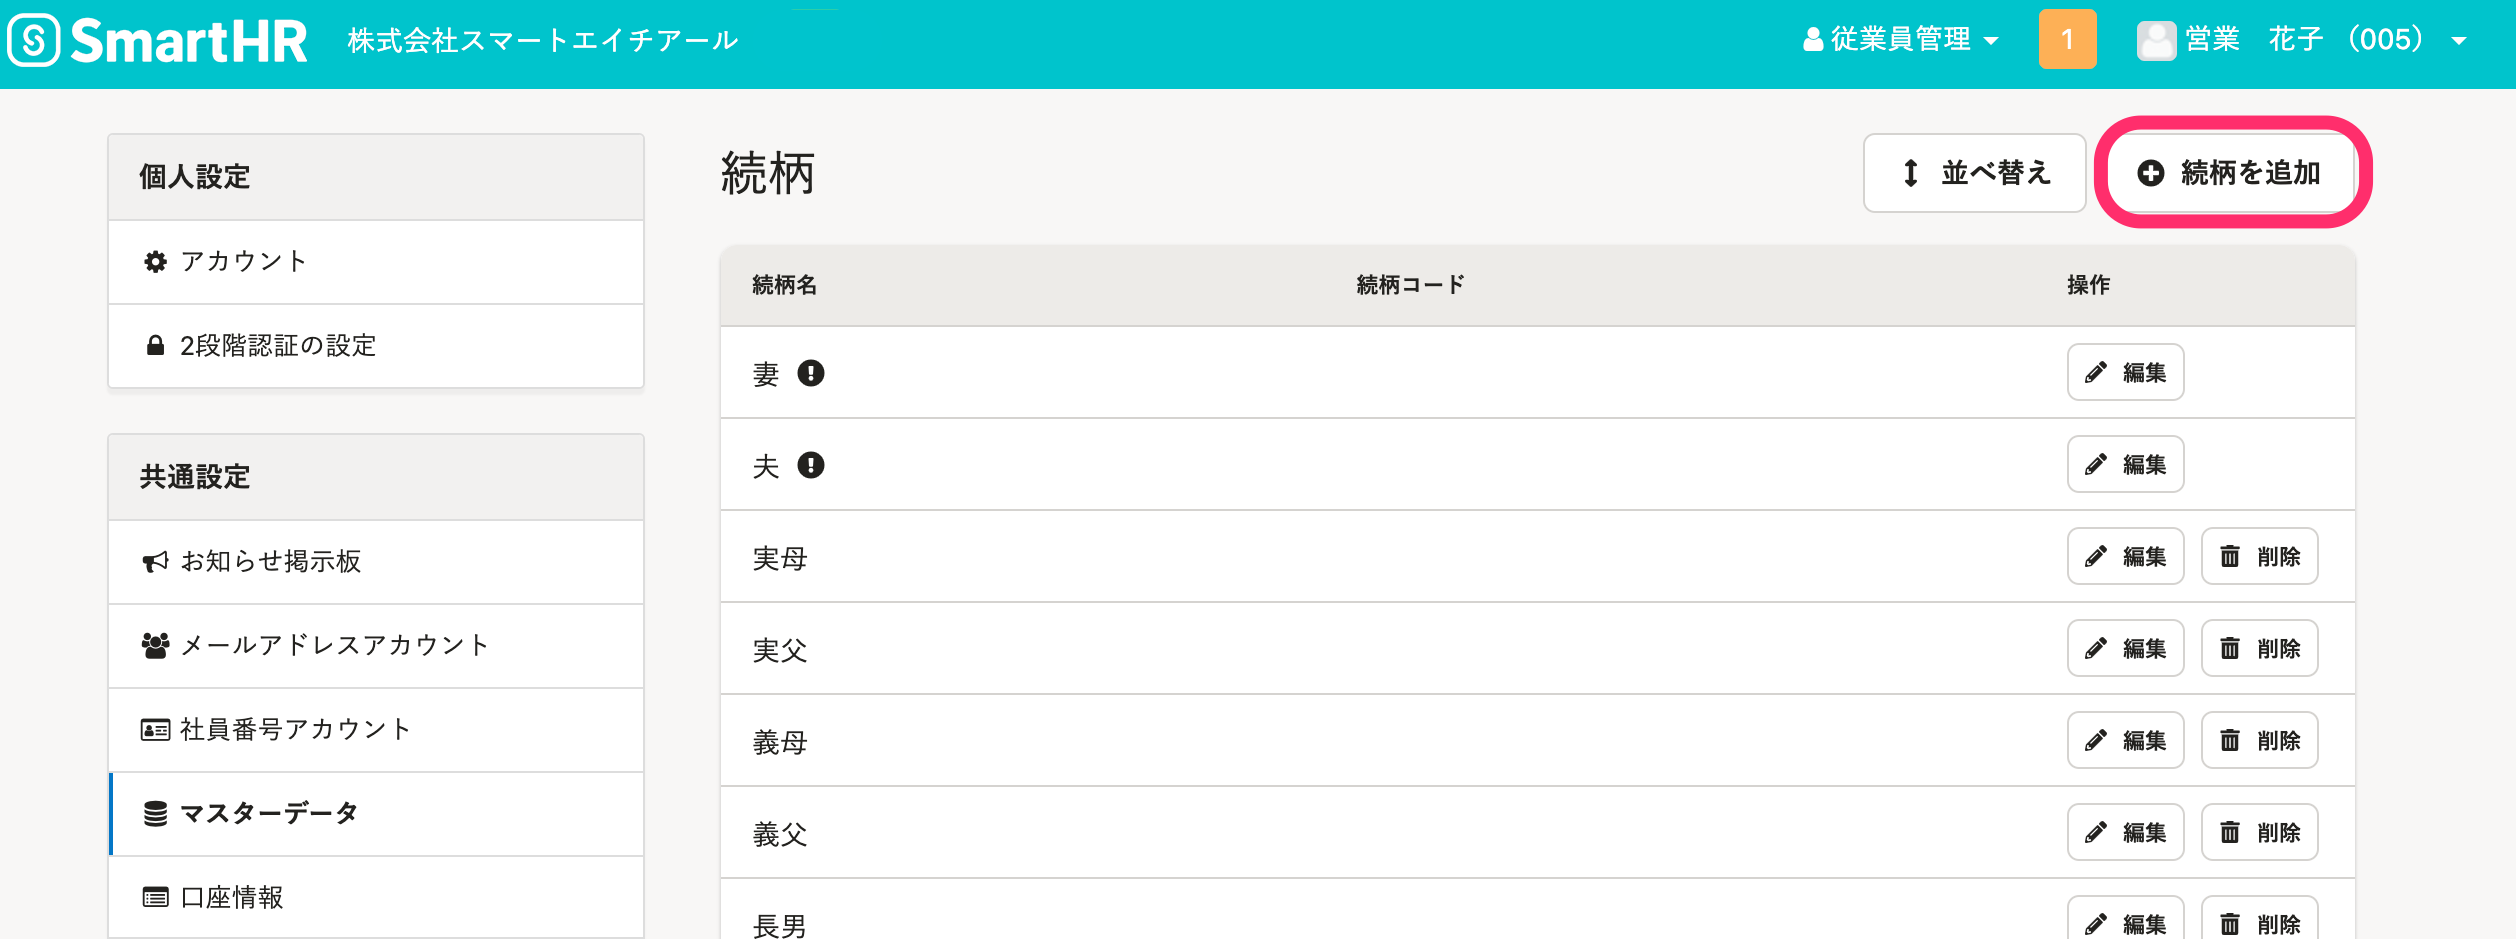 SmartHR 株式会社スマートエイチアール 従業員管理 1 営業 花子 （005）
個人設定
アカウント
2段階認証の設定
共通設定
お知らせ掲示板
メールアドレスアカウント
社員番号アカウント
マスターデータ
口座情報
続柄 並べ替え 続柄を追加
続柄名 続柄コード 操作
妻 編集
夫 編集
実母 編集 削除
実父 編集 削除
義母 編集 削除
義父 編集 削除
長男 編集 削除